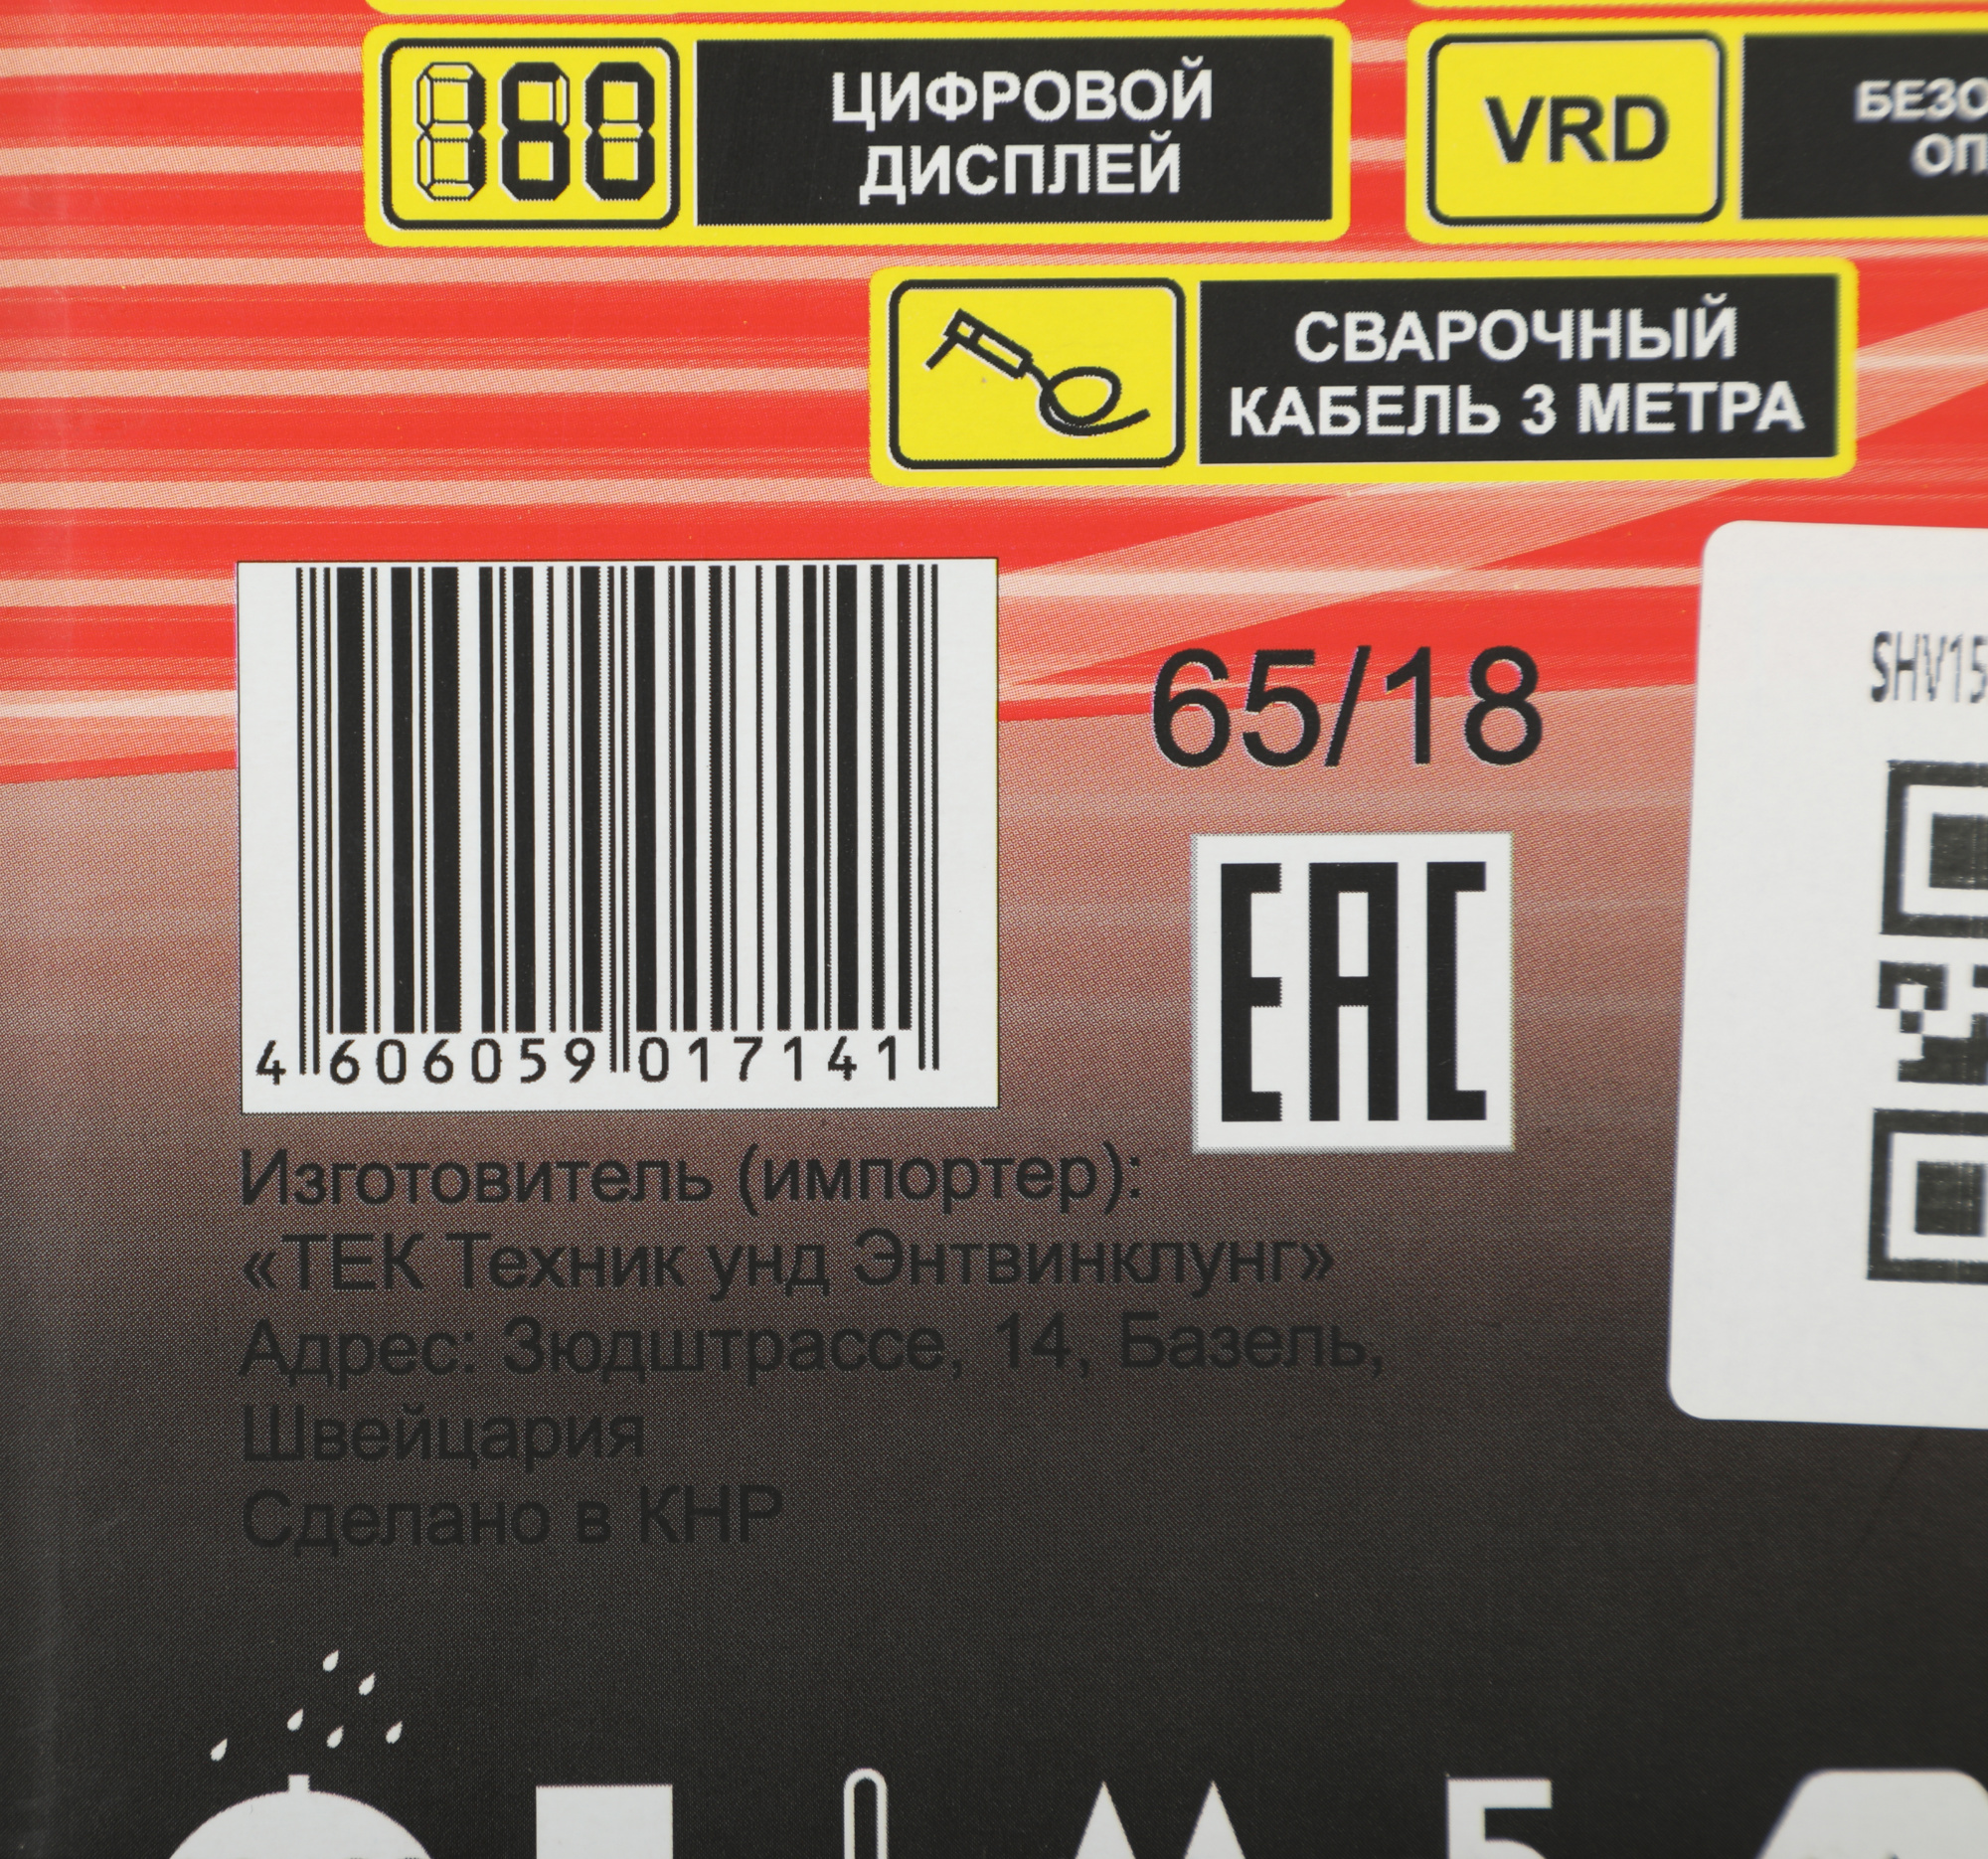 ЦИФРОВОЙ
ДИСПЛЕЙ
VRD
СВАРОЧНЫЙ
КАБЕЛЬ 3 МЕТРА
65/18
EAC
4 606059 017141
Изготовитель (импортер):
«ТЕК Техник унд Энтвинклунг»
Адрес: Зюдштрассе, 14, Базель,
Швейцария
Сделано в КНР
5